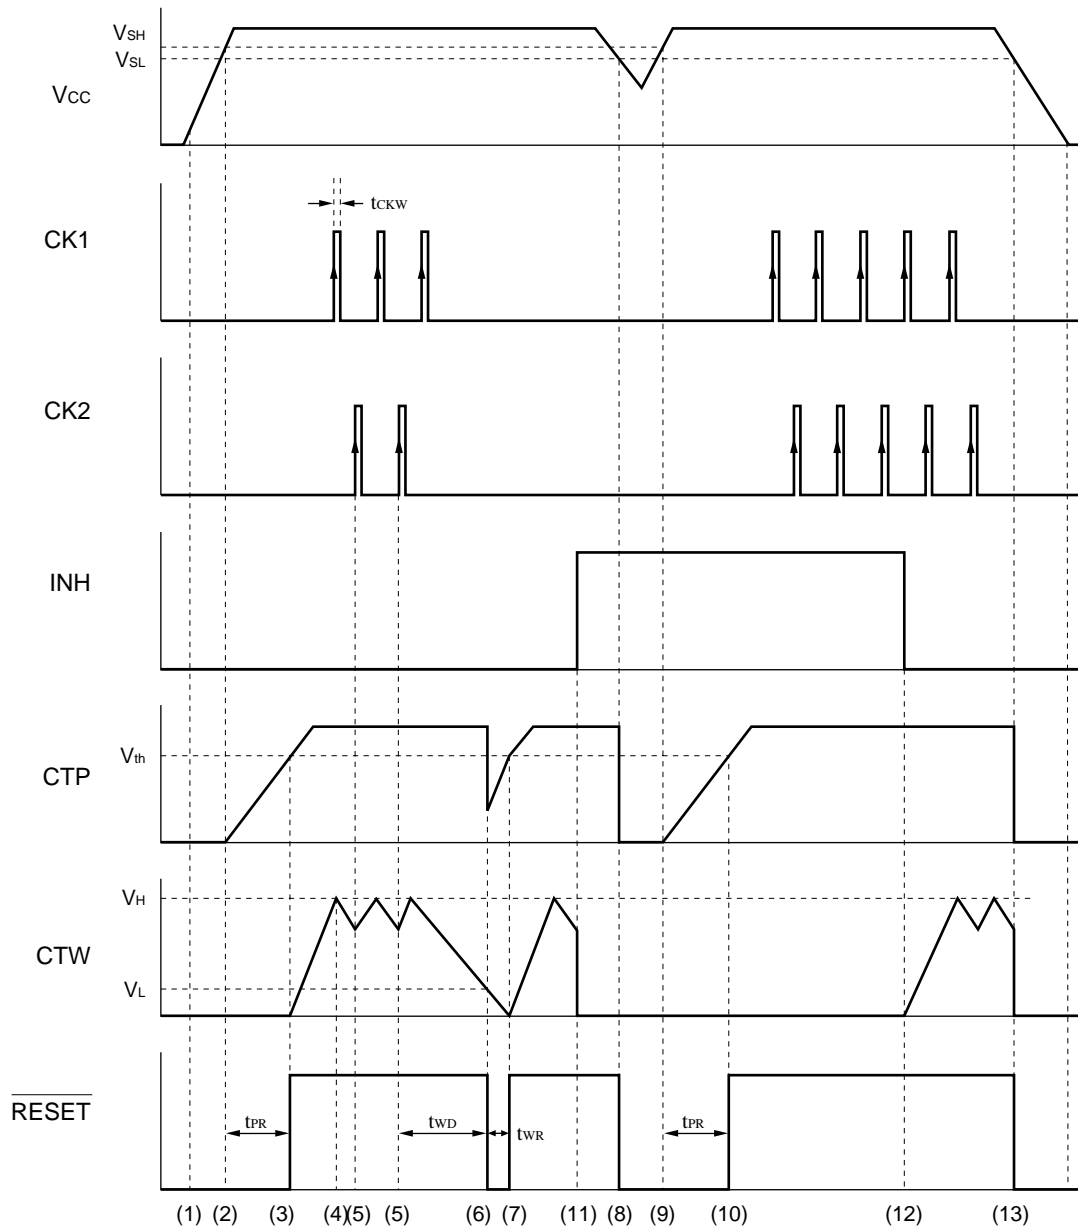 VSH
VSL
VCC
CK1
tCKW
CK2
INH
Vth
CTP
VH
CTW
VL
RESET
tPR
tWD
tWR
tPR
(1) (2) (3) (4)(5) (5) (6) (7) (11) (8) (9) (10) (12) (13)